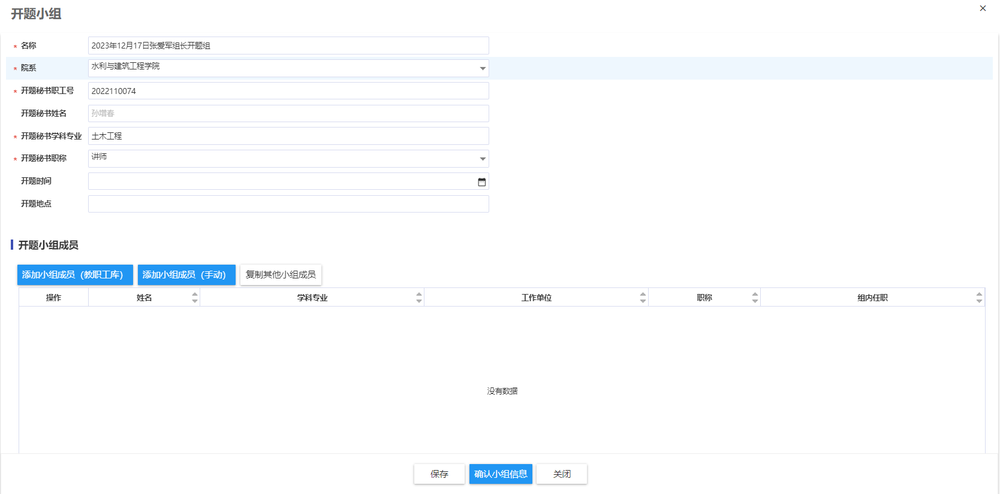 开题小组
* 名称 2023年12月17日张爱军组长开题组
* 院系 水利与建筑工程学院
* 开题秘书职工号 2022110074
开题秘书姓名 孙增春
* 开题秘书学科专业 土木工程
* 开题秘书职称 讲师
开题时间
开题地点
开题小组成员
添加小组成员（教职工库） 添加小组成员（手动） 复制其他小组成员
操作 姓名 学科专业 工作单位 职称 组内任职
没有数据
保存 确认小组信息 关闭